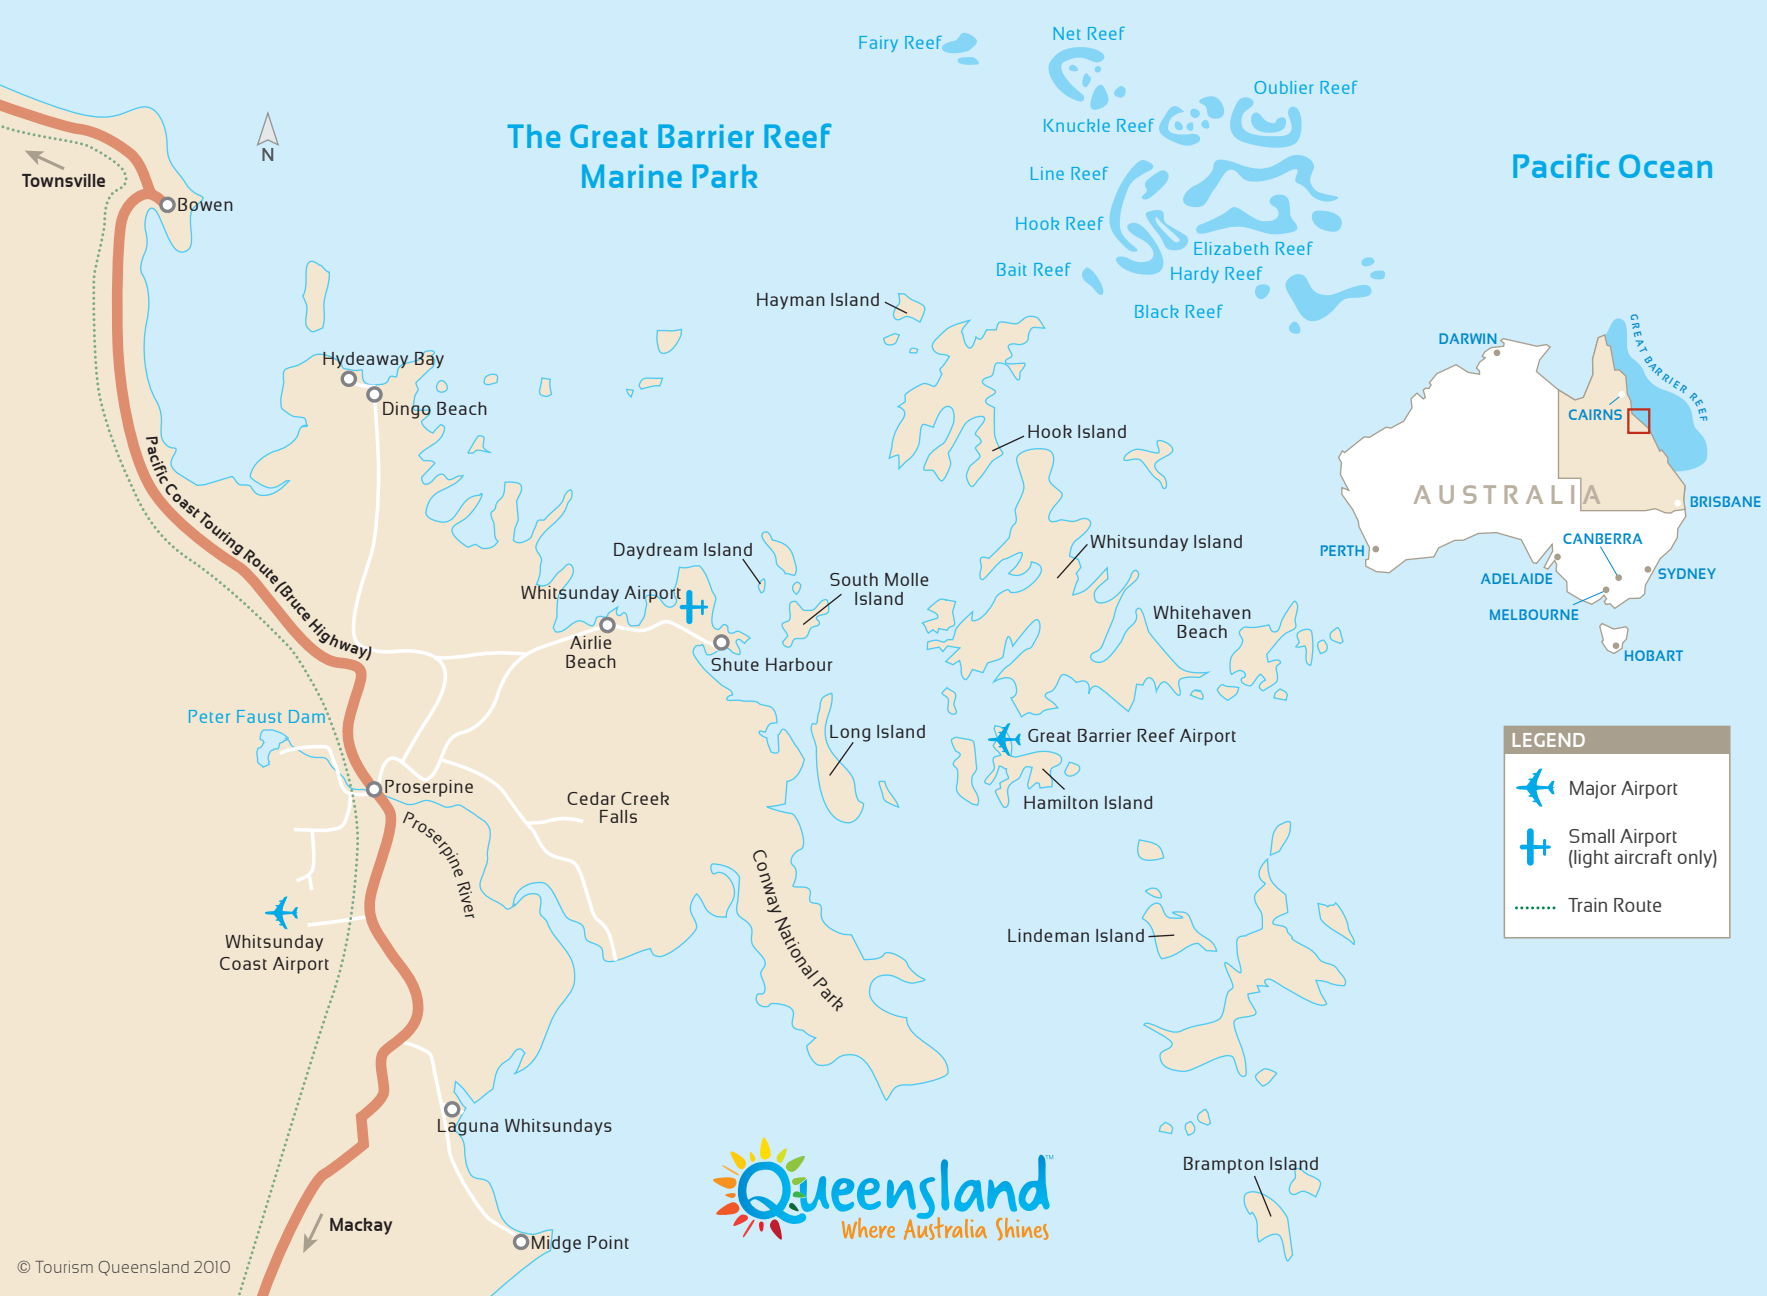 Fairy Reef
Net Reef
Oublier Reef
Knuckle Reef
The Great Barrier Reef
Marine Park
Pacific Ocean
Line Reef
Hook Reef
Elizabeth Reef
Bait Reef
Hardy Reef
Black Reef
N
Townsville
Bowen
Hayman Island
Hydeaway Bay
Dingo Beach
Hook Island
Pacific Coast Touring Route (Bruce Highway)
Daydream Island
Whitsunday Island
Whitsunday Airport
South Molle
Island
Whitehaven
Beach
Airlie
Beach
Shute Harbour
Peter Faust Dam
Long Island
Great Barrier Reef Airport
Proserpine
Cedar Creek
Falls
Hamilton Island
Proserpine River
Conway National Park
Whitsunday
Coast Airport
Lindeman Island
Laguna Whitsundays
Brampton Island
Mackay
Midge Point
© Tourism Queensland 2010
Queensland
TM
Where Australia Shines
DARWIN
GREAT BARRIER REEF
CAIRNS
AUSTRALIA
BRISBANE
CANBERRA
PERTH
ADELAIDE
SYDNEY
MELBOURNE
HOBART
LEGEND
Major Airport
Small Airport
(light aircraft only)
Train Route